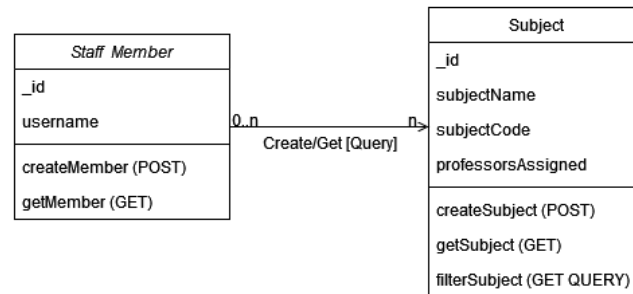 Staff Member
_id
username
createMember (POST)
getMember (GET)
0..n
n
Create/Get [Query]
Subject
_id
subjectName
subjectCode
professorsAssigned
createSubject (POST)
getSubject (GET)
filterSubject (GET QUERY)